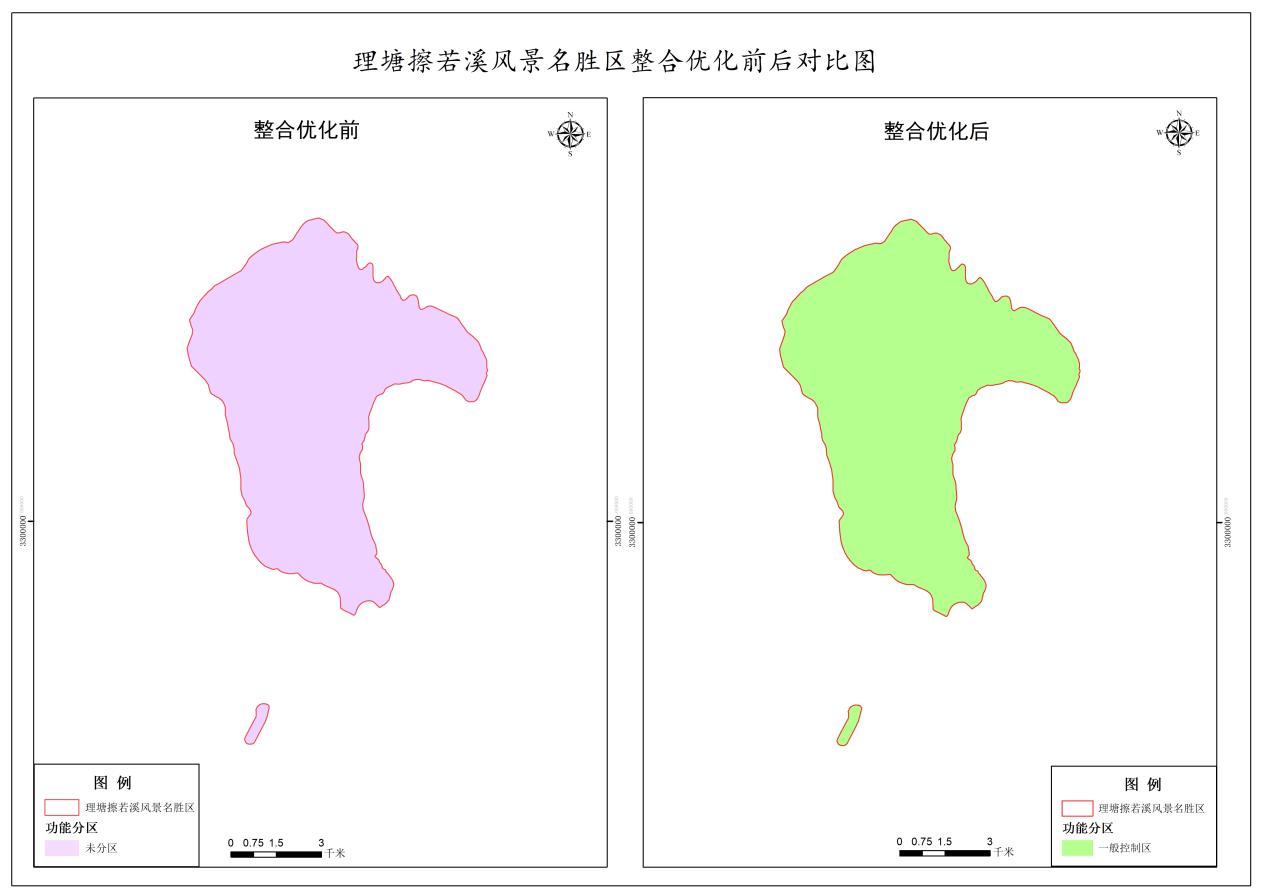 理塘擦若溪风景名胜区整合优化前后对比图
整合优化前
N
W
E
S
3300000
3300000
图 例
理塘擦若溪风景名胜区
功能分区
未分区
0 0.75 1.5 3
千米
整合优化后
N
W
E
S
3300000
3300000
图 例
理塘擦若溪风景名胜区
功能分区
一般控制区
0 0.75 1.5 3
千米